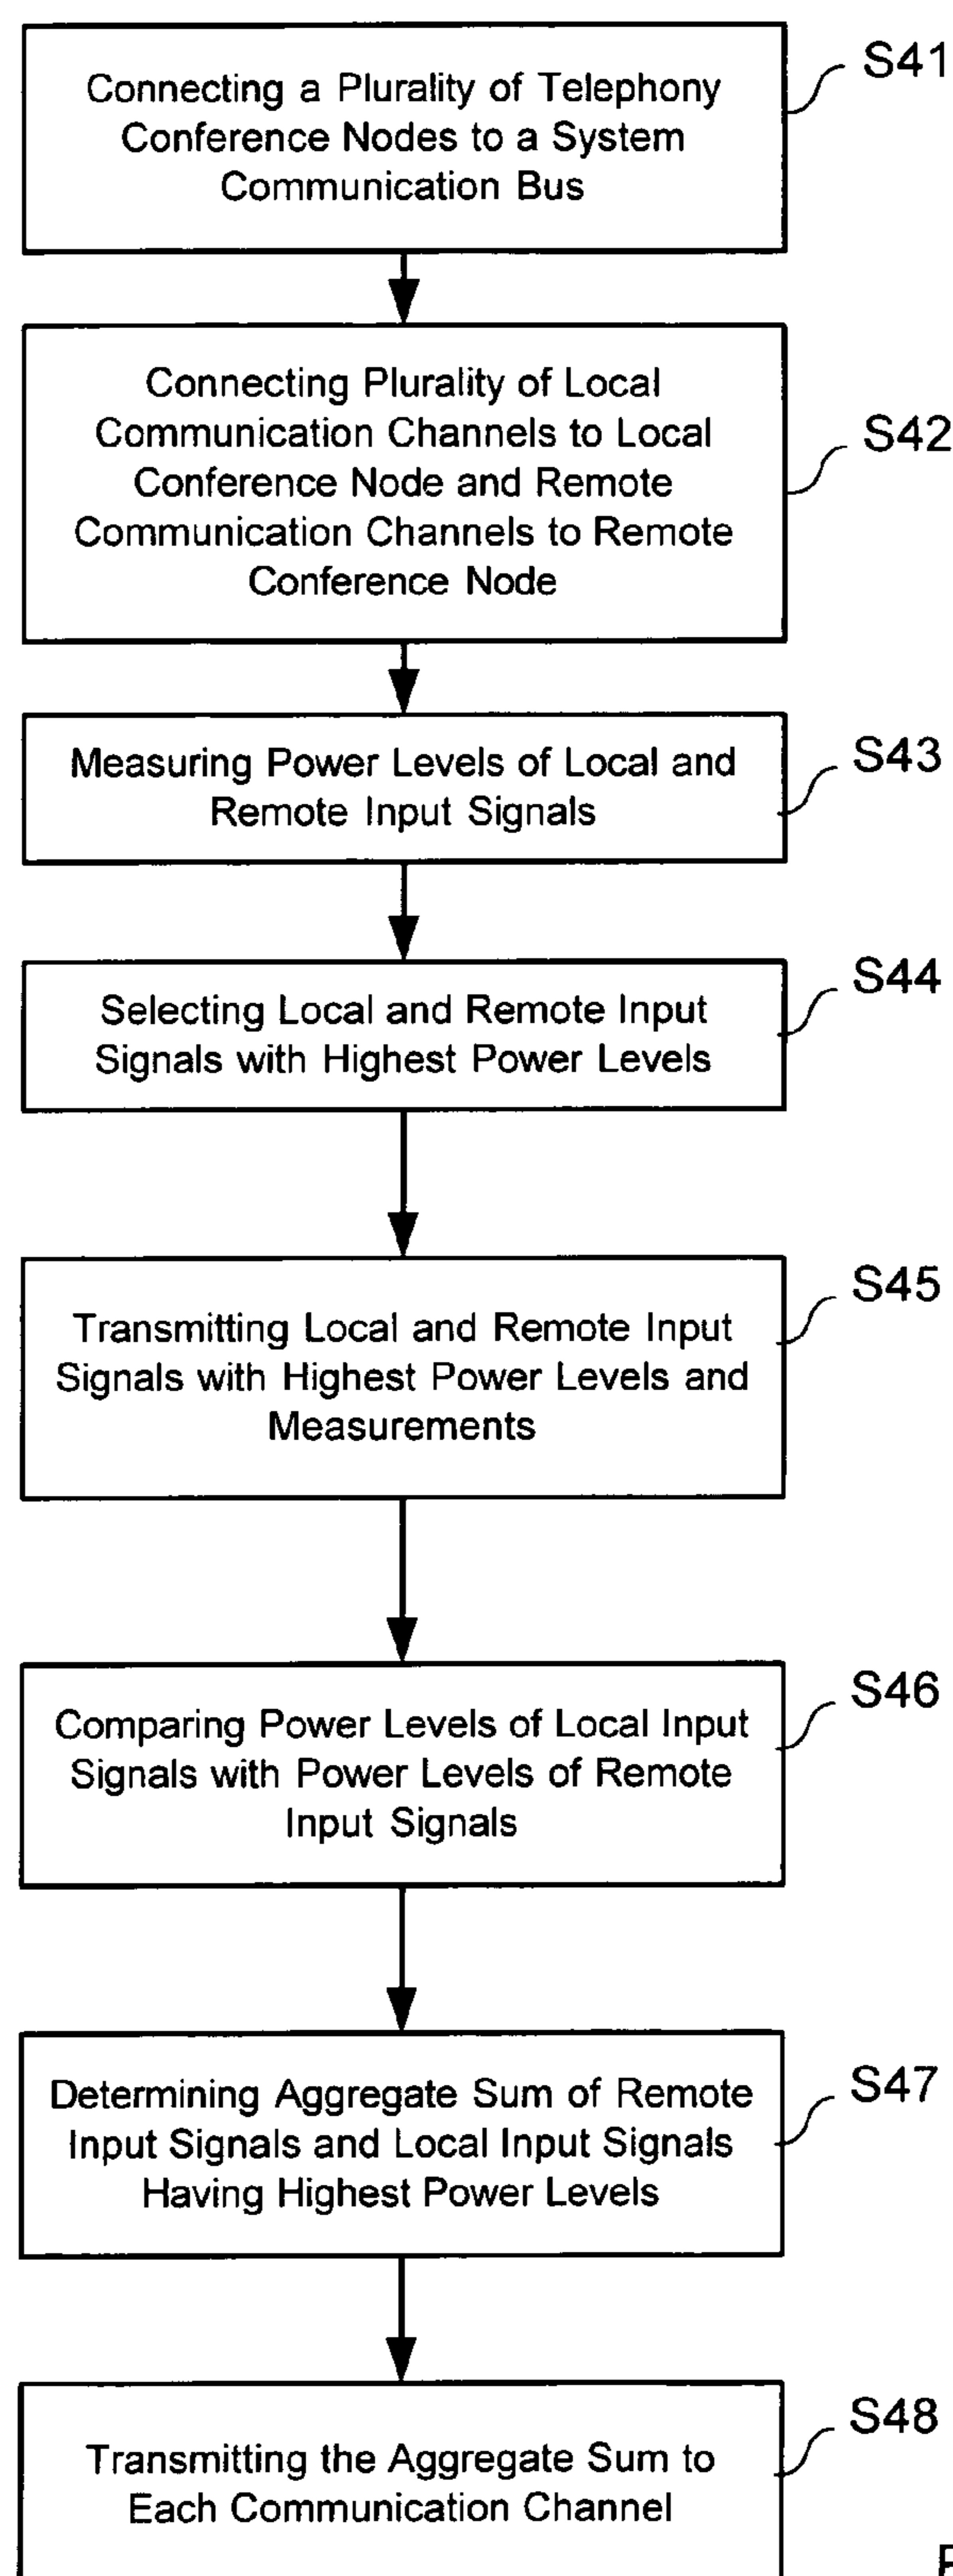 Connecting a Plurality of Telephony
Conference Nodes to a System
Communication Bus
S41
Connecting Plurality of Local
Communication Channels to Local
Conference Node and Remote
Communication Channels to Remote
Conference Node
S42
Measuring Power Levels of Local and
Remote Input Signals
S43
Selecting Local and Remote Input
Signals with Highest Power Levels
S44
Transmitting Local and Remote Input
Signals with Highest Power Levels and
Measurements
S45
Comparing Power Levels of Local Input
Signals with Power Levels of Remote
Input Signals
S46
Determining Aggregate Sum of Remote
Input Signals and Local Input Signals
Having Highest Power Levels
S47
Transmitting the Aggregate Sum to
Each Communication Channel
S48